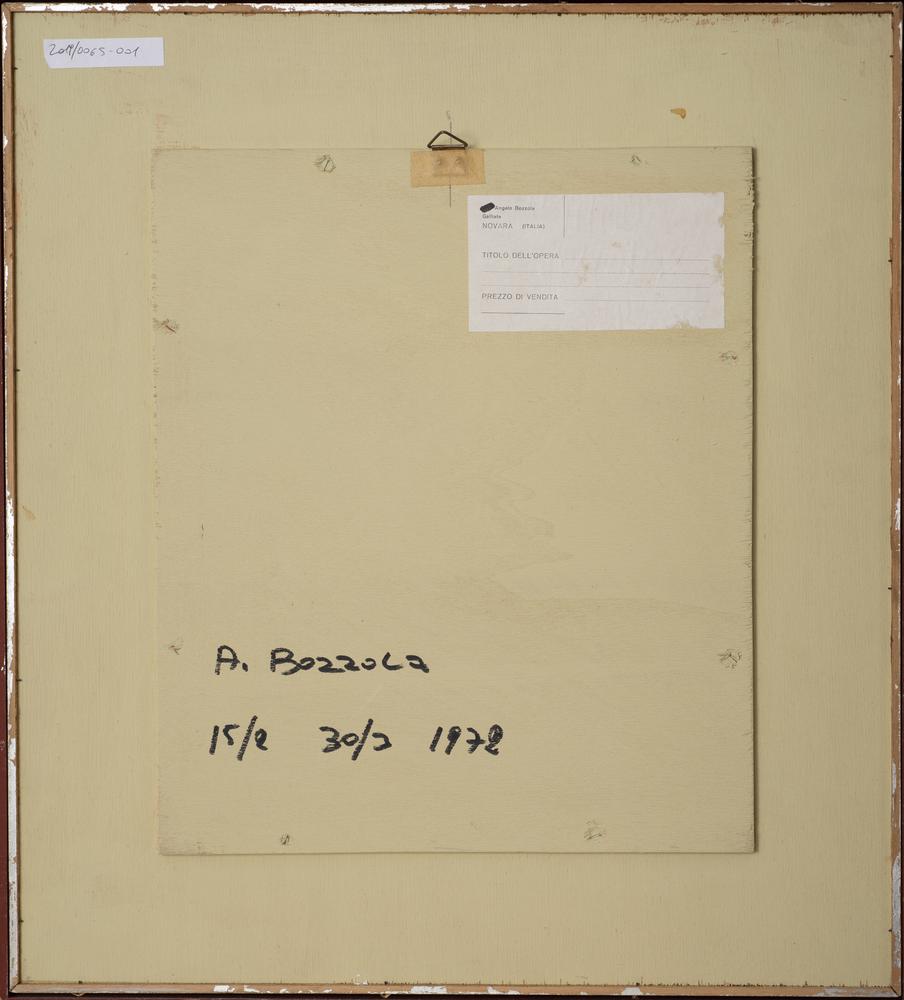 2019/0065-001
Angelo Bozzola
Galliate
NOVARA (ITALIA)
TITOLO DELL'OPERA
PREZZO DI VENDITA
A. BOZZOLA
15/2 30/3 1972